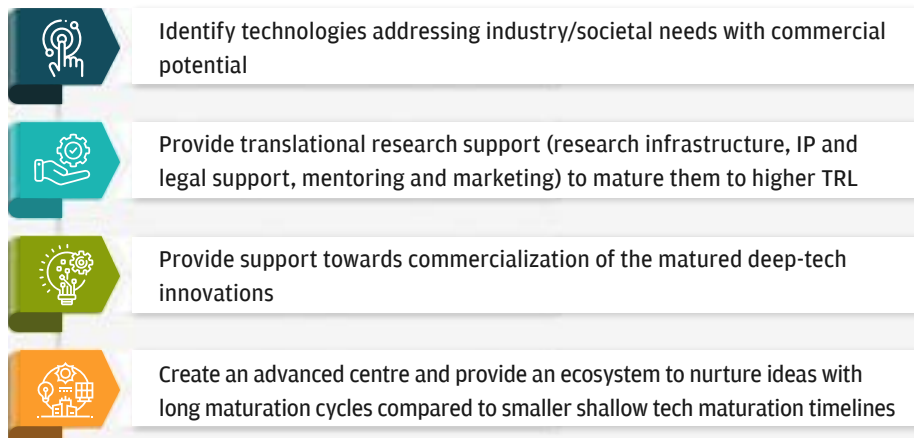 Identify technologies addressing industry/societal needs with commercial
potential
Provide translational research support (research infrastructure, IP and
legal support, mentoring and marketing) to mature them to higher TRL
Provide support towards commercialization of the matured deep-tech
innovations
Create an advanced centre and provide an ecosystem to nurture ideas with
long maturation cycles compared to smaller shallow tech maturation timelines